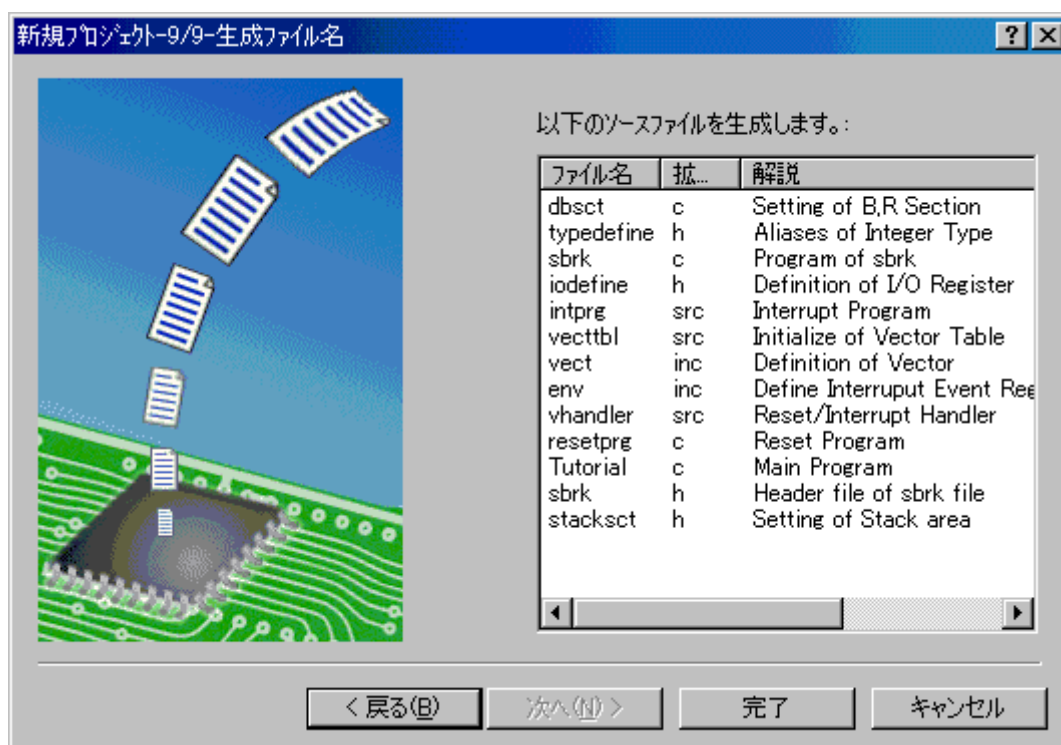 新規ﾌﾟﾛｼﾞｪｸﾄ-9/9-生成ﾌｧｲﾙ名
以下のｿｰｽﾌｧｲﾙを生成します。:
ﾌｧｲﾙ名 拡... 解説
dbsct c Setting of B,R Section
typedefine h Aliases of Integer Type
sbrk c Program of sbrk
iodefine h Definition of I/O Register
intprg src Interrupt Program
vecttbl src Initialize of Vector Table
vect inc Definition of Vector
env inc Define Interruput Event Reg
vhandler src Reset/Interrupt Handler
resetprg c Reset Program
Tutorial c Main Program
sbrk h Header file of sbrk file
stacksct h Setting of Stack area
< 戻る(B) 次へ(N) > 完了 ｷｬﾝｾﾙ